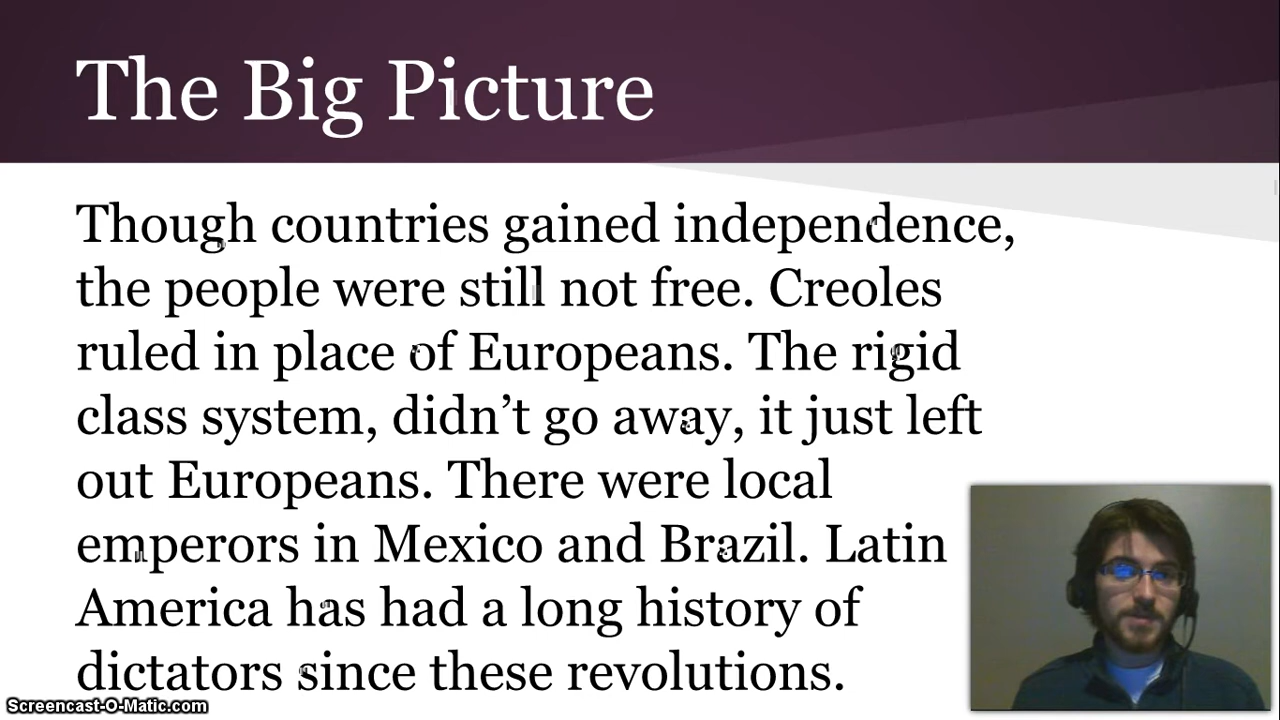 The Big Picture
Though countries gained independence,
the people were still not free. Creoles
ruled in place of Europeans. The rigid
class system, didn’t go away, it just left
out Europeans. There were local
emperors in Mexico and Brazil. Latin
America has had a long history of
dictators since these revolutions.
Screencast-O-Matic.com